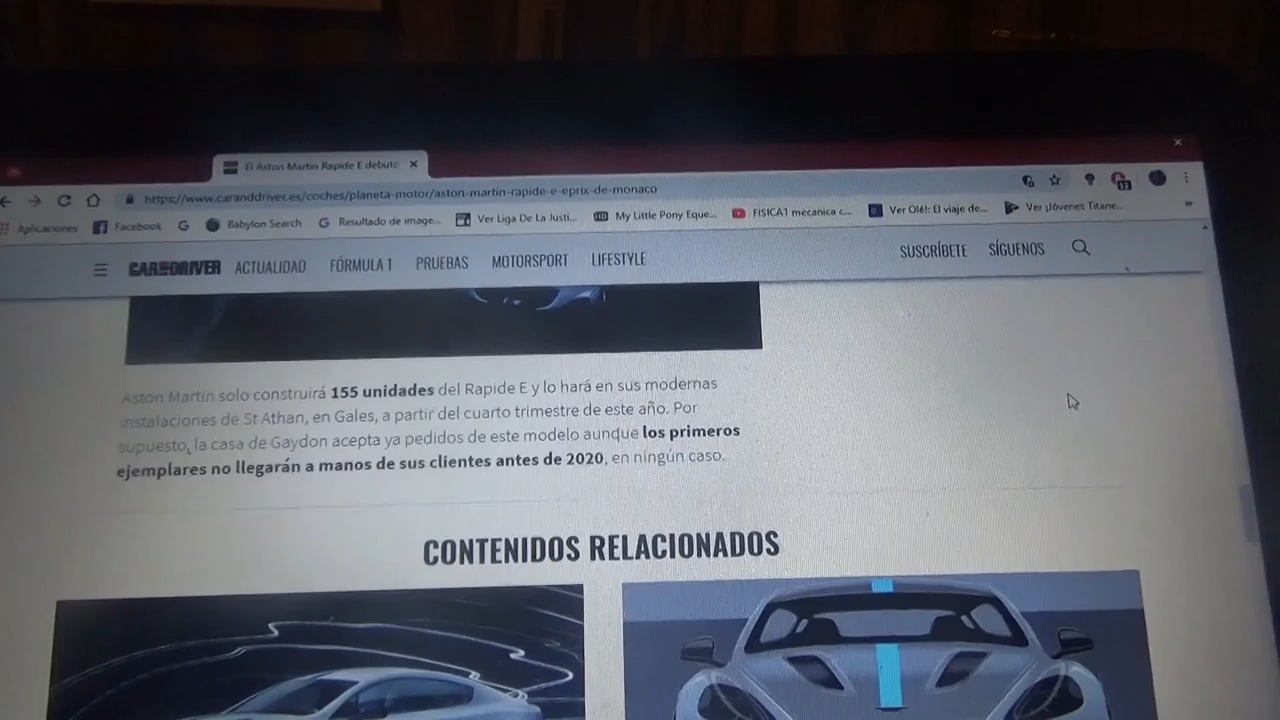 El Aston Martin Rapide E debuto
https://www.caranddriver.es/coches/planeta-motor/aston-martin-rapide-e-eprix-de-monaco
Aplicaciones Facebook Babylon Search Resultado de image... Ver Liga De La Justi... My Little Pony Eque... FISICA1 mecanica c... Ver Olé!: El viaje de... Ver ¡Jóvenes Titane...
CAR AND DRIVER ACTUALIDAD FÓRMULA 1 PRUEBAS MOTORSPORT LIFESTYLE SUSCRÍBETE SÍGUENOS
Aston Martin solo construirá 155 unidades del Rapide E y lo hará en sus modernas
instalaciones de St Athan, en Gales, a partir del cuarto trimestre de este año. Por
supuesto, la casa de Gaydon acepta ya pedidos de este modelo aunque los primeros
ejemplares no llegarán a manos de sus clientes antes de 2020, en ningún caso.
CONTENIDOS RELACIONADOS